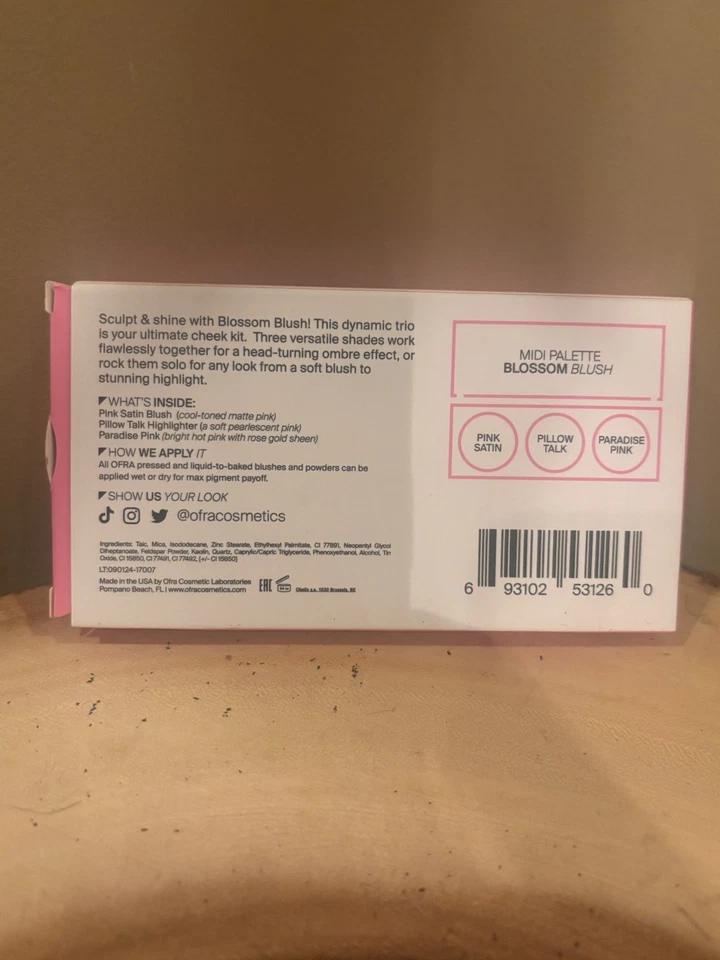 Sculpt & shine with Blossom Blush! This dynamic trio
is your ultimate cheek kit. Three versatile shades work
flawlessly together for a head-turning ombre effect, or
rock them solo for any look from a soft blush to
stunning highlight.
WHAT'S INSIDE:
Pink Satin Blush (cool-toned matte pink)
Pillow Talk Highlighter (a soft pearlescent pink)
Paradise Pink (bright hot pink with rose gold sheen)
HOW WE APPLY IT
All OFRA pressed and liquid-to-baked blushes and powders can be
applied wet or dry for max pigment payoff.
SHOW US YOUR LOOK
@ofracosmetics
Ingredients: Talc, Mica, Isododecane, Zinc Stearate, Ethylhexyl Palmitate, CI 77891, Neopentyl Glycol
Diheptanoate, Feldspar Powder, Kaolin, Quartz, Caprylic/Capric Triglyceride, Phenoxyethanol, Alcohol, Tin
Oxide, CI 15850, CI 77491, CI 77492, [+/- CI 15850]
LT:090124-17007
Made in the USA by Ofra Cosmetic Laboratories
Pompano Beach, FL | www.ofracosmetics.com
EAC
Obelis s.a. 1030 Brussels, BE
MIDI PALETTE
BLOSSOM BLUSH
PINK
SATIN
PILLOW
TALK
PARADISE
PINK
6 93102 53126 0